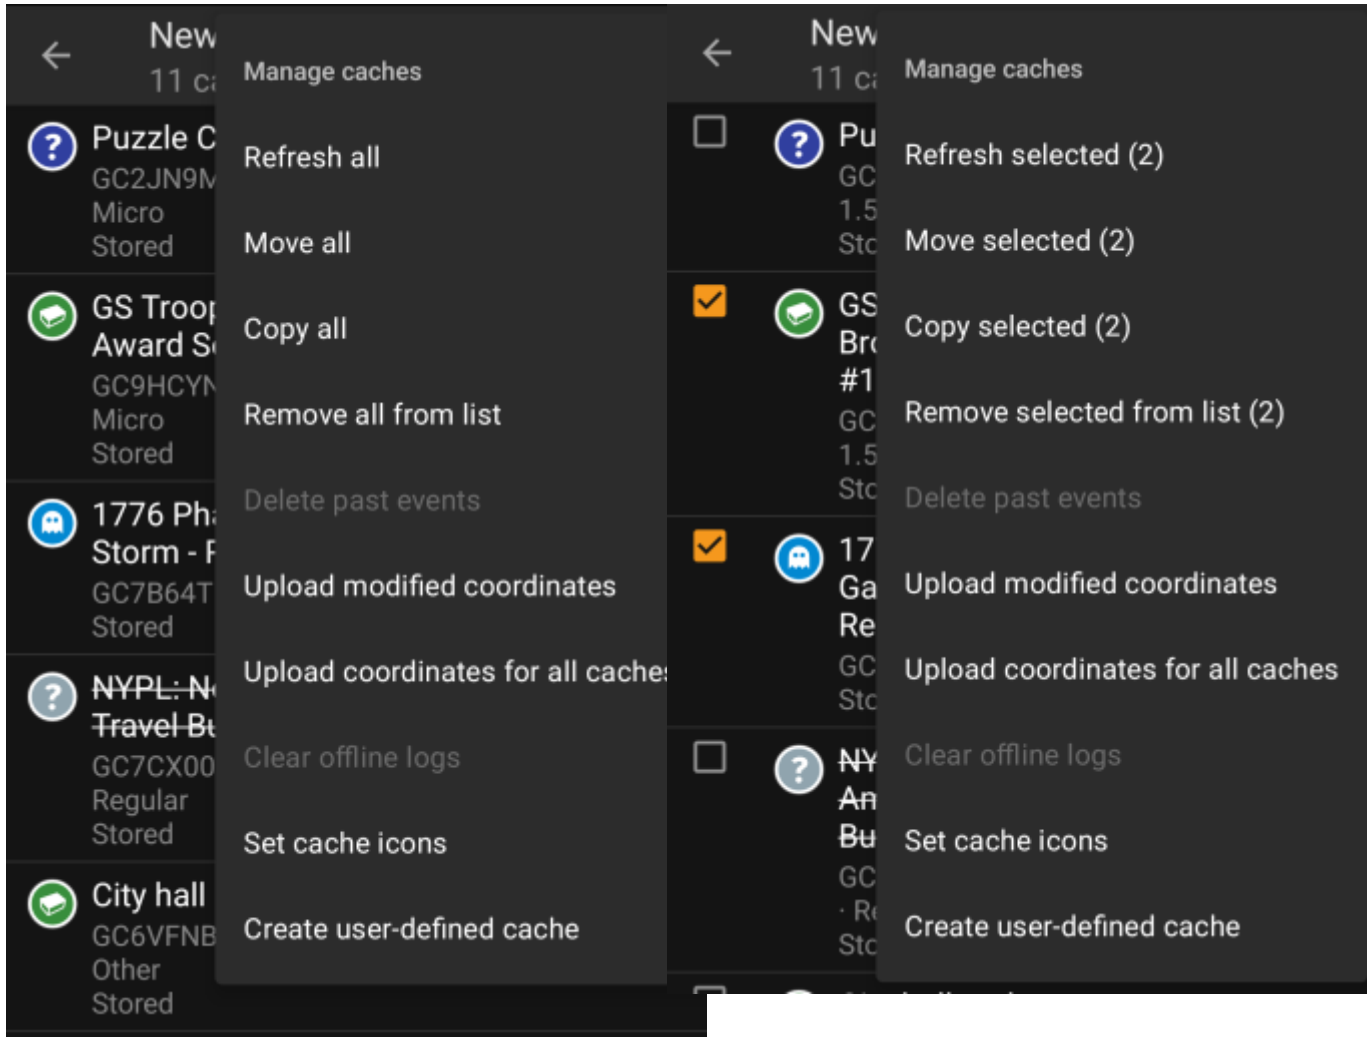 New
11 ca
Puzzle C
GC2JN9M
Micro
Stored
GS Troop
Award S
GC9HCYN
Micro
Stored
1776 Pha
Storm - F
GC7B64T
Stored
NYPL: N
Travel Bu
GC7CX00
Regular
Stored
City hall
GC6VFNB
Other
Stored
Manage caches
Refresh all
Move all
Copy all
Remove all from list
Delete past events
Upload modified coordinates
Upload coordinates for all caches
Clear offline logs
Set cache icons
Create user-defined cache
New
11 ca
Pu
GC
1.5
Sto
GS
Bro
#1
GC
1.5
Sto
17
Ga
Re
GC
Sto
NY
Am
Bu
GC
· Re
Sto
Manage caches
Refresh selected (2)
Move selected (2)
Copy selected (2)
Remove selected from list (2)
Delete past events
Upload modified coordinates
Upload coordinates for all caches
Clear offline logs
Set cache icons
Create user-defined cache